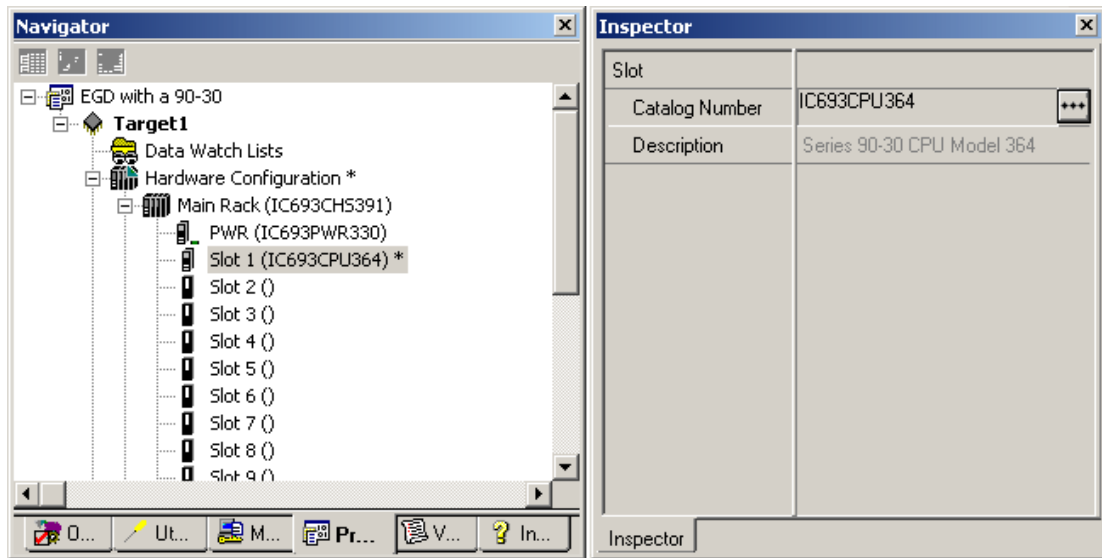 Navigator
EGD with a 90-30
Target1
Data Watch Lists
Hardware Configuration *
Main Rack (IC693CHS391)
PWR (IC693PWR330)
Slot 1 (IC693CPU364) *
Slot 2 ()
Slot 3 ()
Slot 4 ()
Slot 5 ()
Slot 6 ()
Slot 7 ()
Slot 8 ()
Slot 9 ()
O... Ut... M... Pr... V... In...
Inspector
Slot
Catalog Number IC693CPU364
Description Series 90-30 CPU Model 364
Inspector